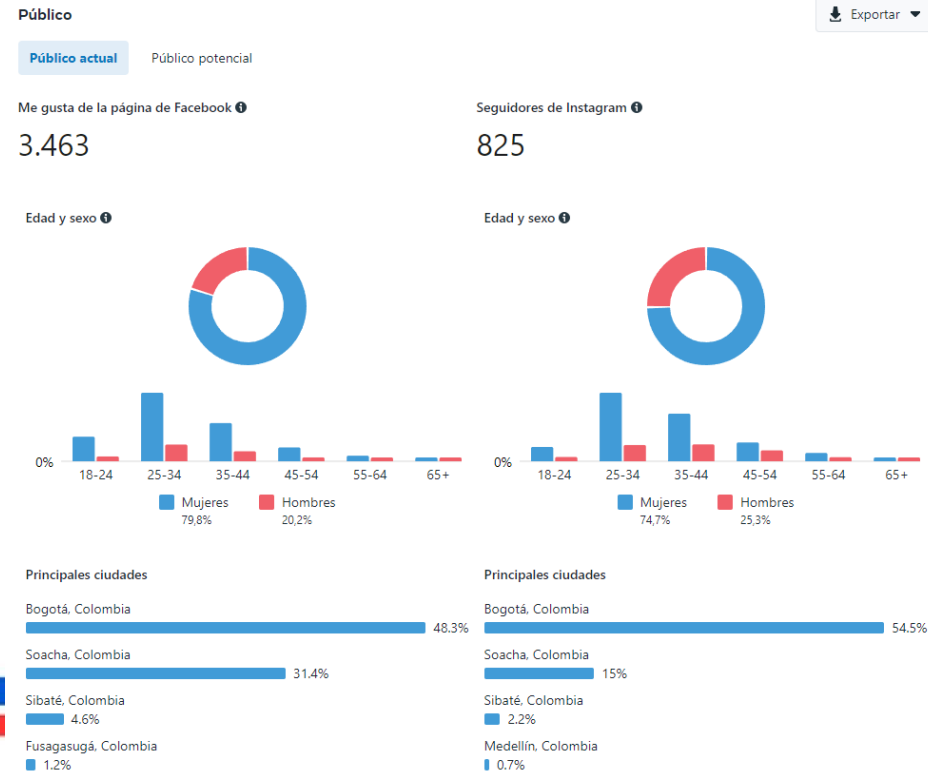 Público
Exportar
Público actual
Público potencial
Me gusta de la página de Facebook
3.463
Seguidores de Instagram
825
Edad y sexo
0%
18-24 25-34 35-44 45-54 55-64 65+
Mujeres Hombres
79,8% 20,2%
Edad y sexo
0%
18-24 25-34 35-44 45-54 55-64 65+
Mujeres Hombres
74,7% 25,3%
Principales ciudades
Bogotá, Colombia
48.3%
Soacha, Colombia
31.4%
Sibaté, Colombia
4.6%
Fusagasugá, Colombia
1.2%
Principales ciudades
Bogotá, Colombia
54.5%
Soacha, Colombia
15%
Sibaté, Colombia
2.2%
Medellín, Colombia
0.7%